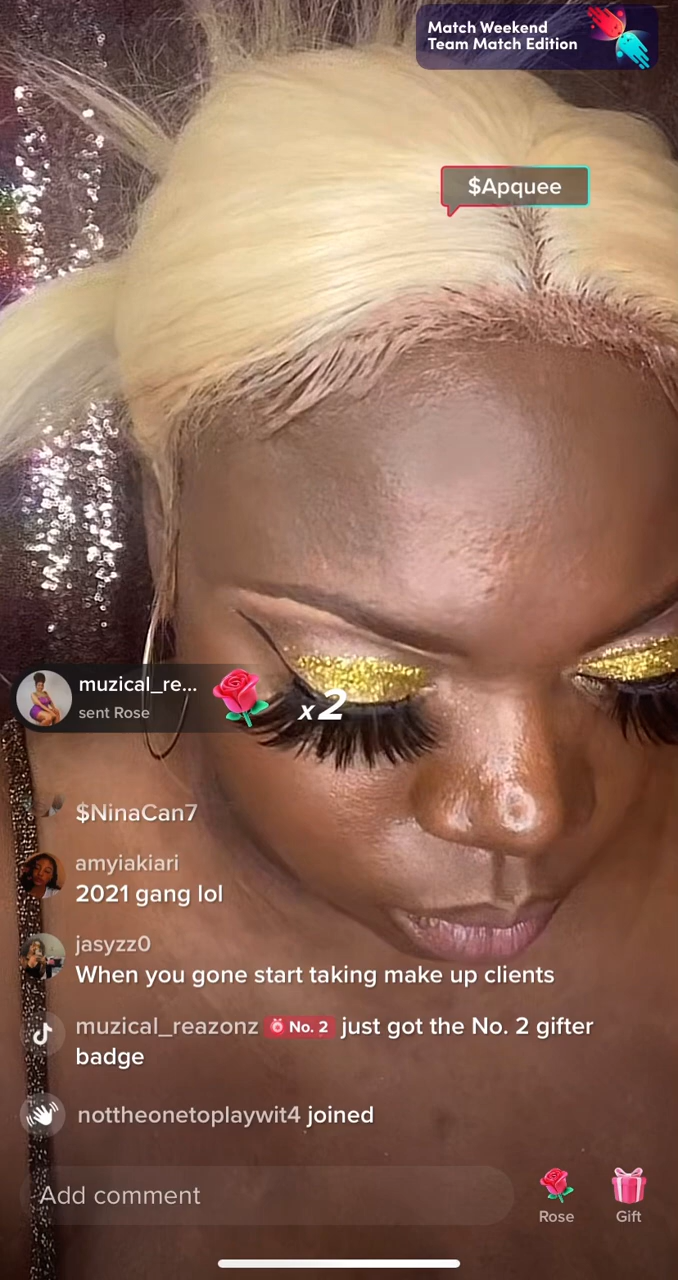 Match Weekend
Team Match Edition
$Apquee
muzical_re...
sent Rose
x2
$NinaCan7
amyiakiari
2021 gang lol
jasyzz0
When you gone start taking make up clients
muzical_reazonz No. 2 just got the No. 2 gifter
badge
nottheonetoplaywit4 joined
Add comment
Rose
Gift